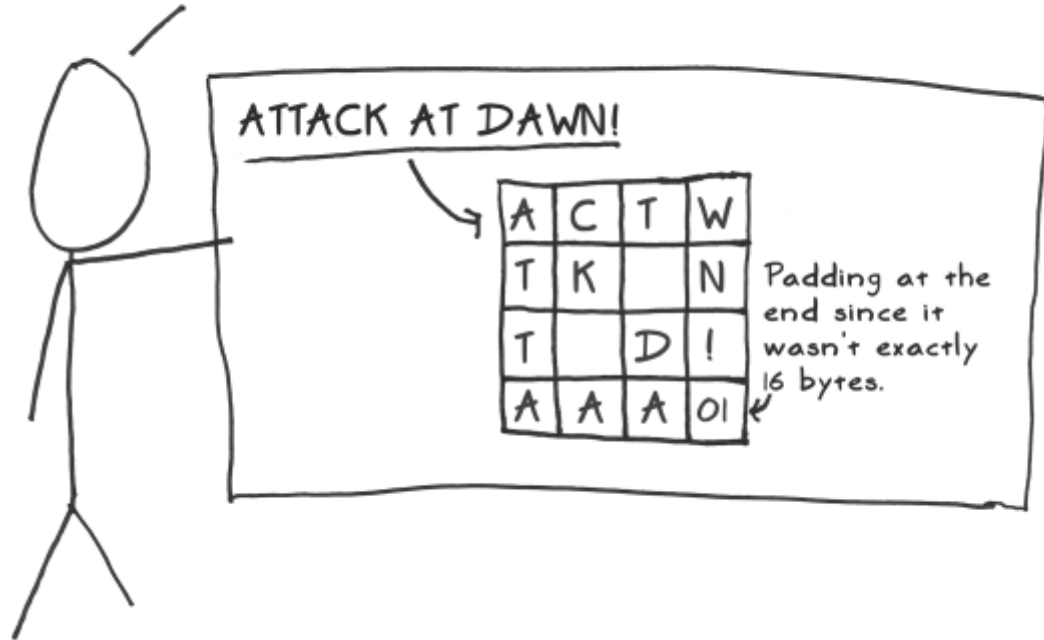 ATTACK AT DAWN!
A C T W
T K N
T D !
A A A 01
Padding at the
end since it
wasn't exactly
16 bytes.